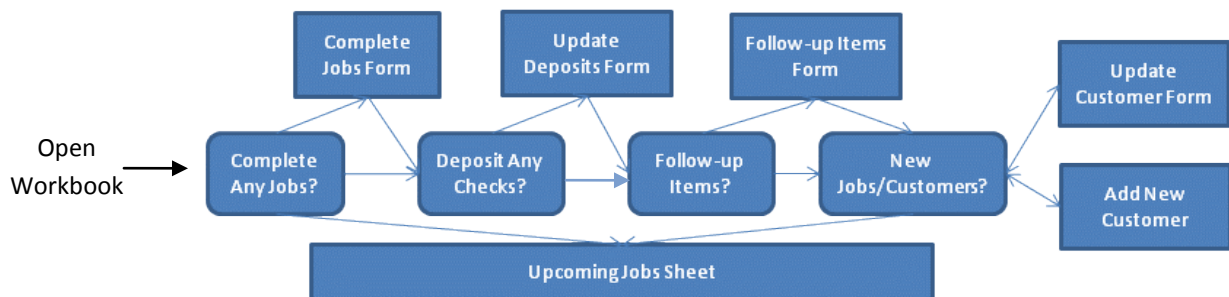 Complete
Jobs Form
Update
Deposits Form
Follow-up Items
Form
Update
Customer Form
Open
Workbook
Complete
Any Jobs?
Deposit Any
Checks?
Follow-up
Items?
New
Jobs/Customers?
Add New
Customer
Upcoming Jobs Sheet